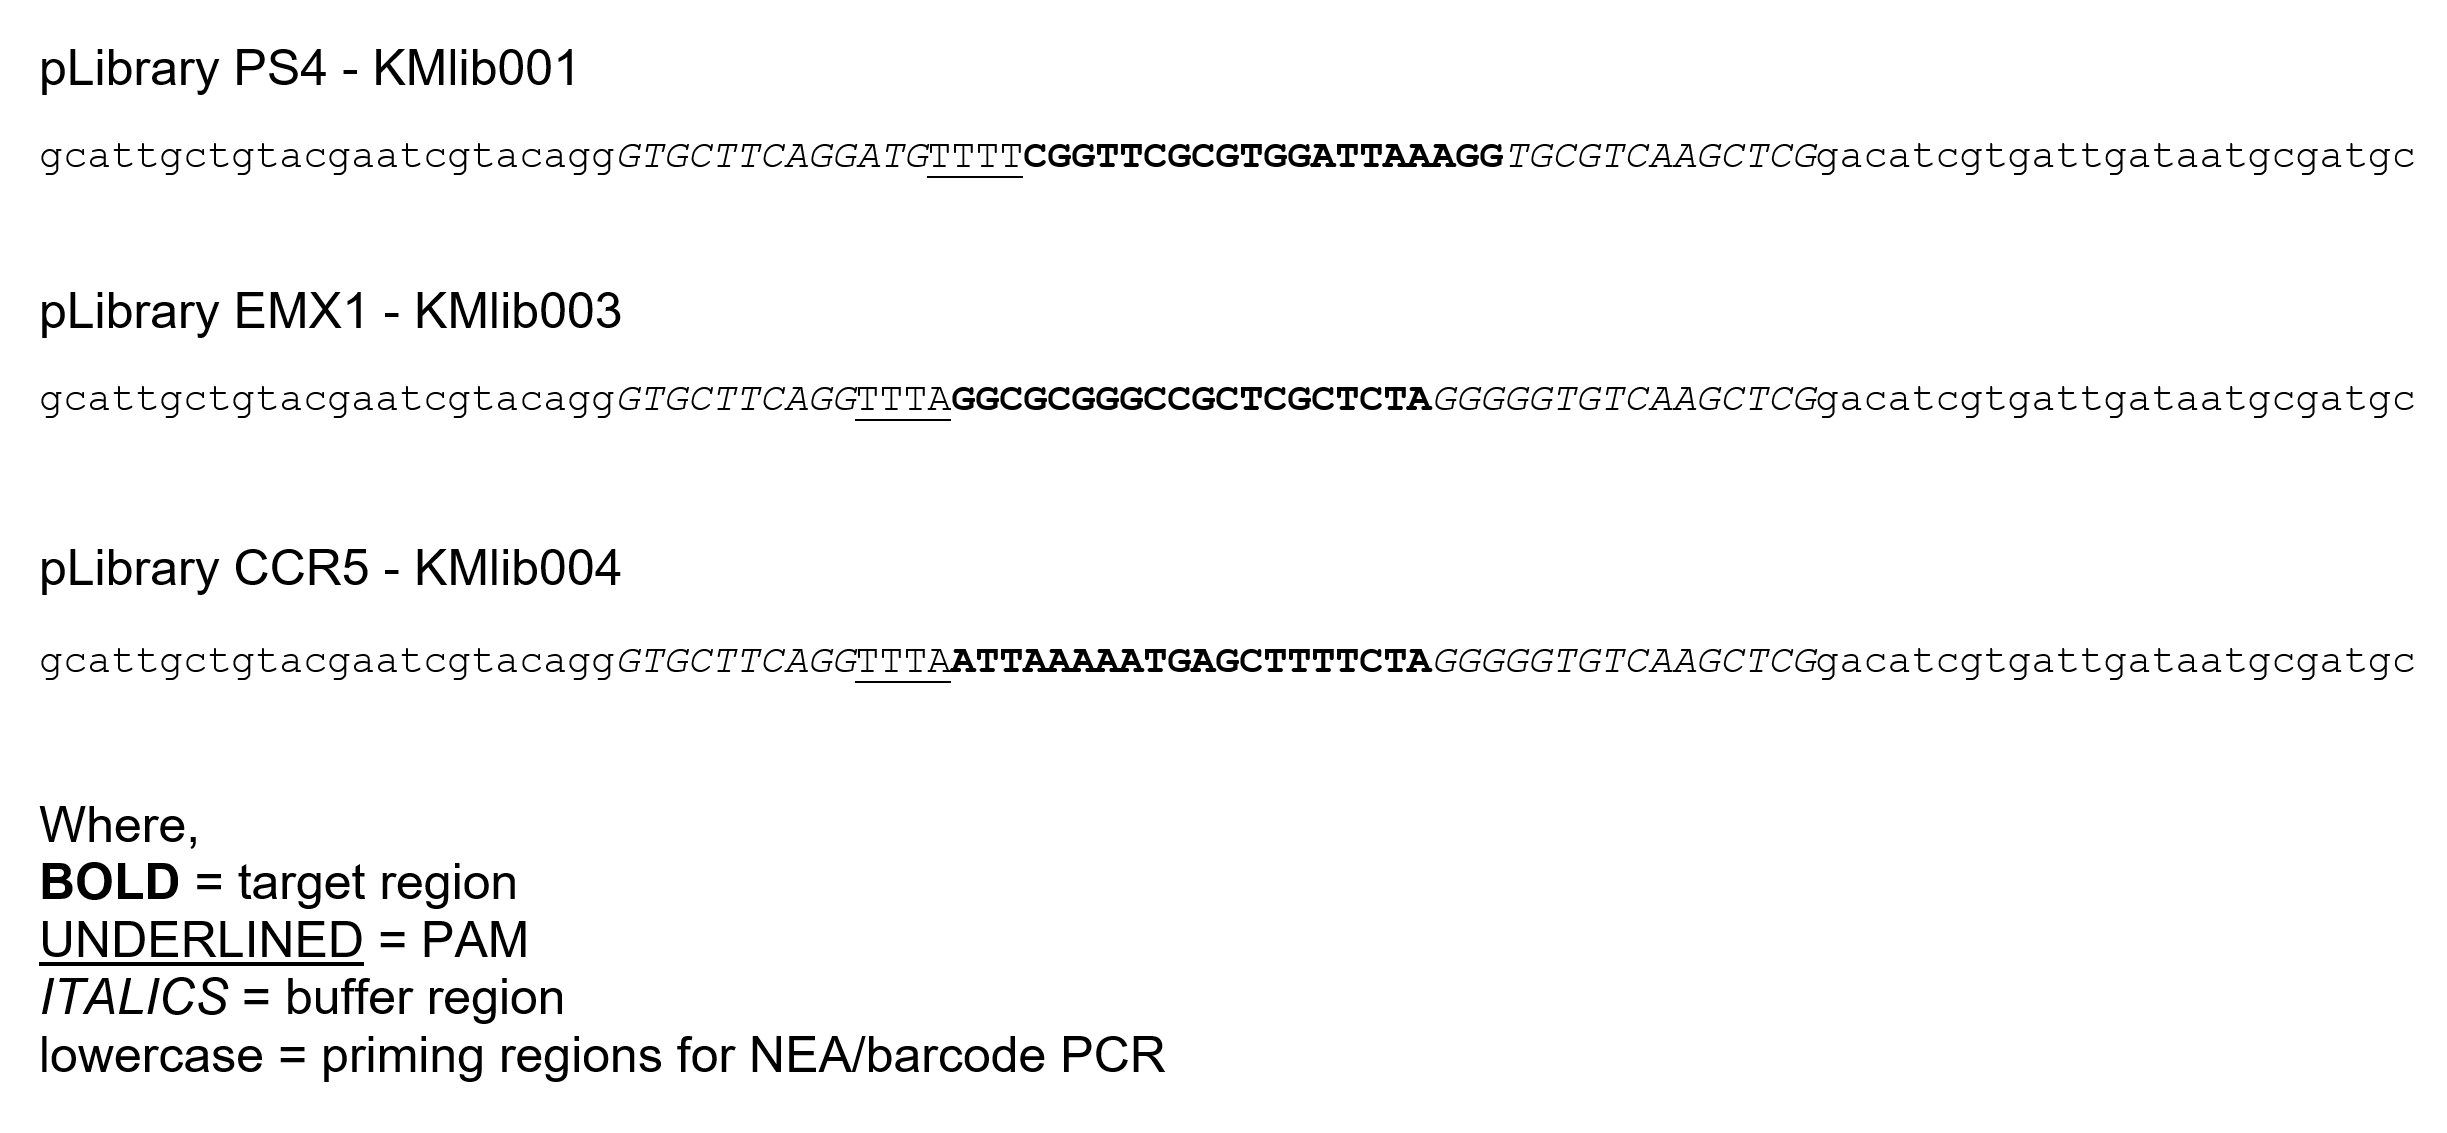 pLibrary PS4 - KMlib001
gcattgctgtacgaatcgtacaggGTGCTTCAGGATGTTTTCGGTTCGCGTGGATTAAAGGTGCGTCAAGCTCGgacatcgtgattgataatgcgatgc
pLibrary EMX1 - KMlib003
gcattgctgtacgaatcgtacaggGTGCTTCAGGTTTAGGCGCGGGCCGCTCGCTCTAGGGGGTGTCAAGCTCGgacatcgtgattgataatgcgatgc
pLibrary CCR5 - KMlib004
gcattgctgtacgaatcgtacaggGTGCTTCAGGTTTAATTAAAAATGAGCTTTTCTAGGGGGTGTCAAGCTCGgacatcgtgattgataatgcgatgc
Where,
BOLD = target region
UNDERLINED = PAM
ITALICS = buffer region
lowercase = priming regions for NEA/barcode PCR